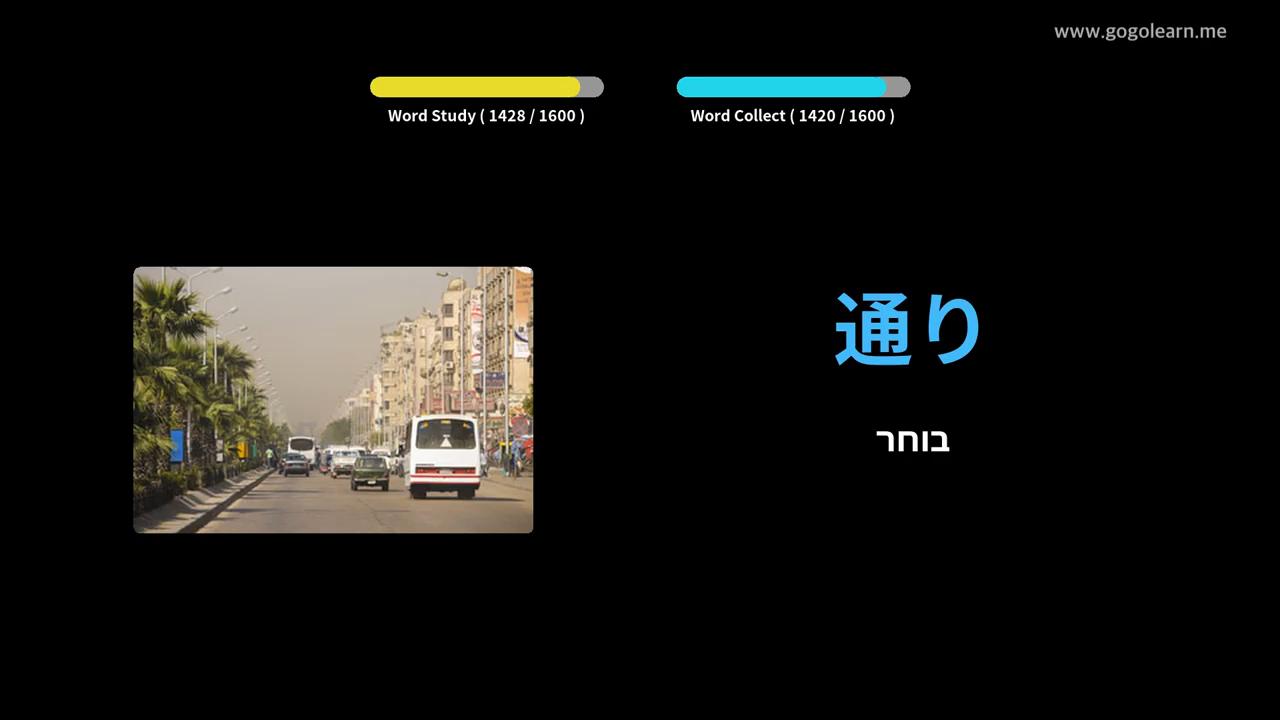 www.gogolearn.me
Word Study ( 1428 / 1600 )
Word Collect ( 1420 / 1600 )
通り
בוחר